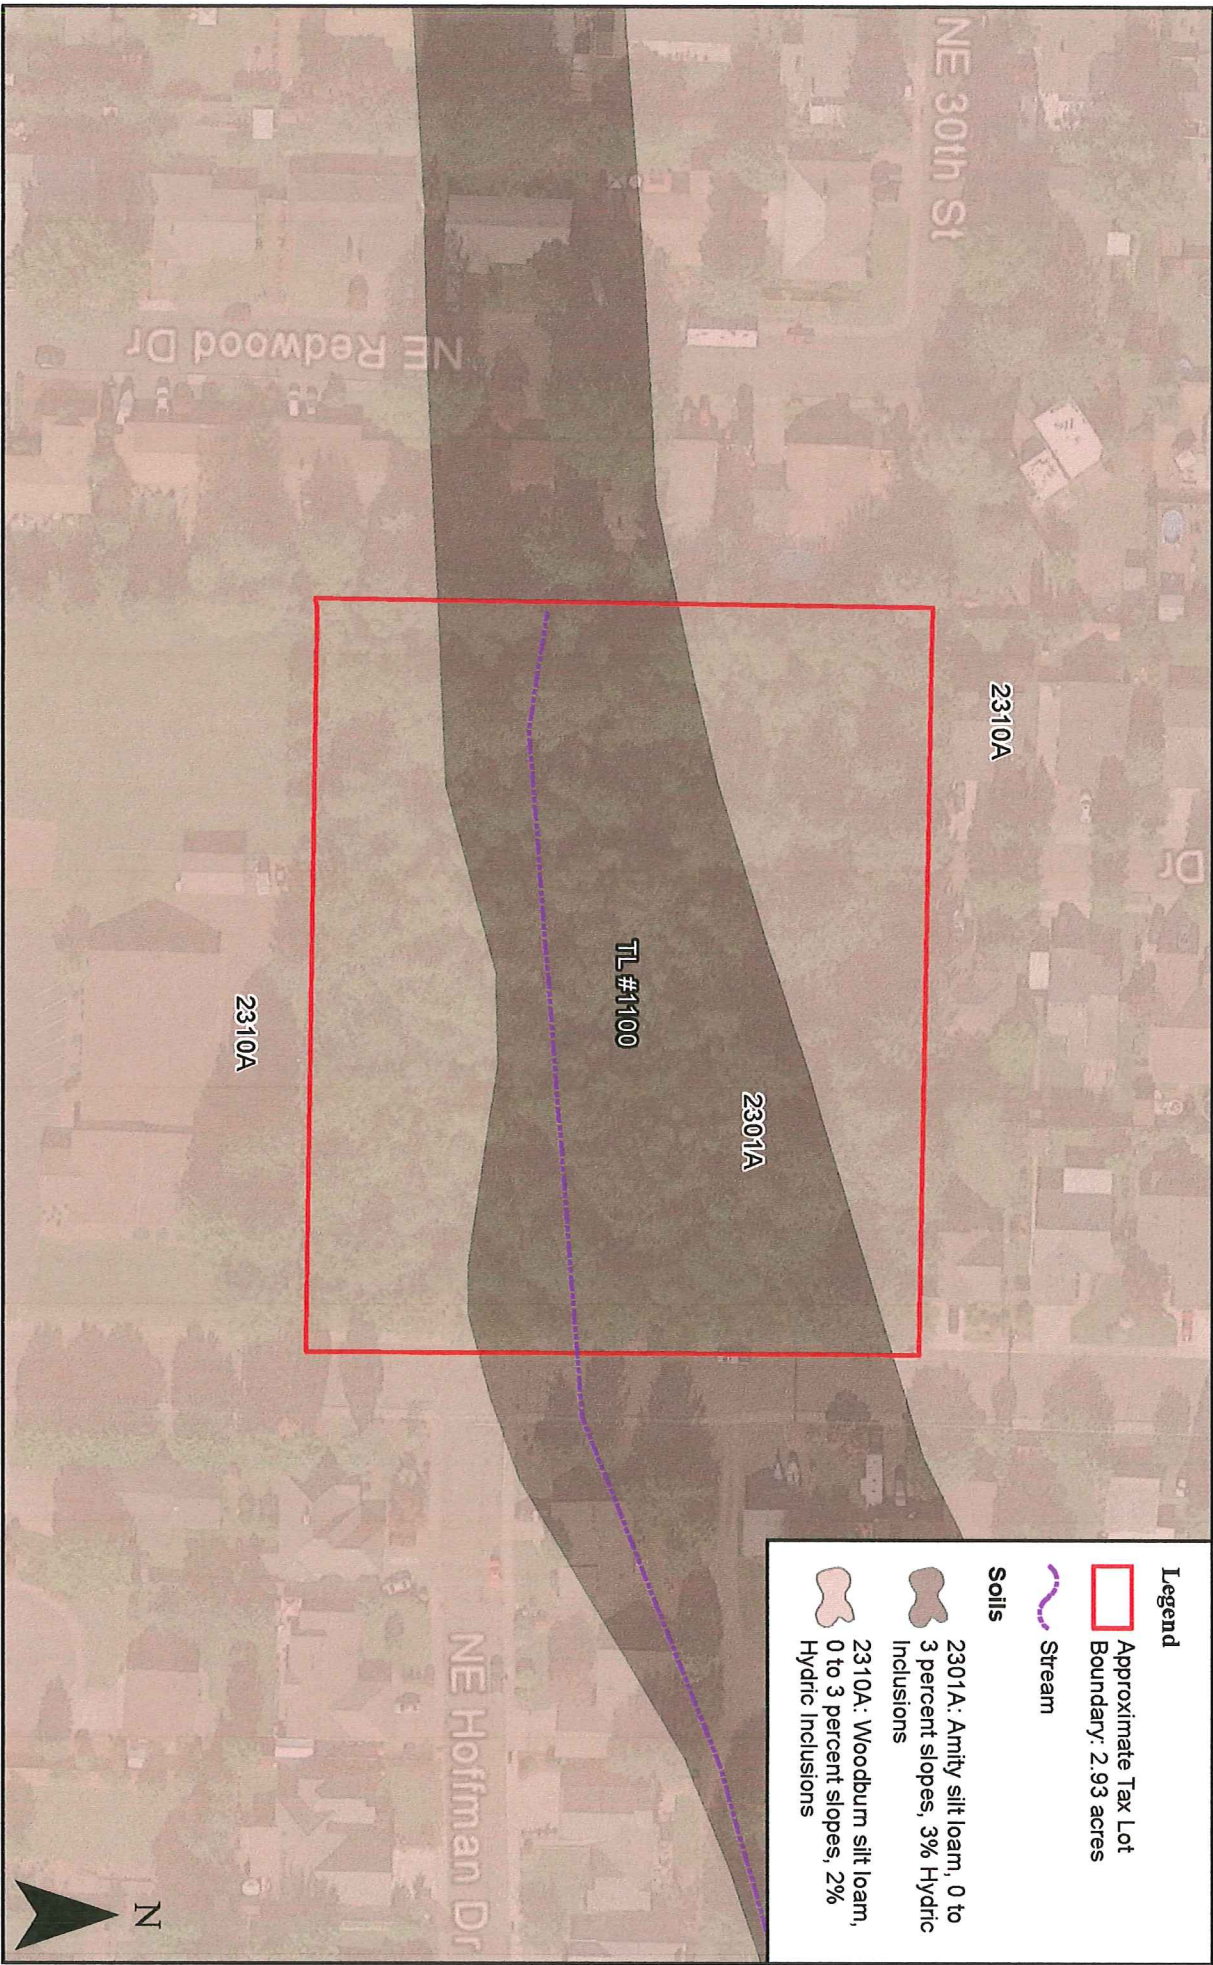 NE 30th St
Dr
2310A
NE Redwood Dr
TL #1100
2301A
2310A
NE Hoffman Dr
Legend
Approximate Tax Lot
Boundary: 2.93 acres
Stream
Soils
2301A: Amity silt loam, 0 to
3 percent slopes, 3% Hydric
Inclusions
2310A: Woodburn silt loam,
0 to 3 percent slopes, 2%
Hydric Inclusions
N